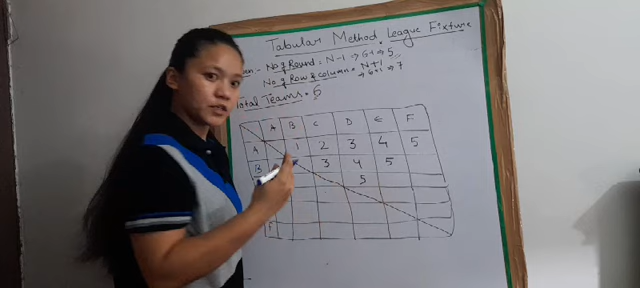 Tabular Method. League Fixture
en:- No of Round = N-1 → 6-1 → 5
No of Row & column = N+1
→ 6+1 → 7
Total Teams = 6
A B C D E F
A 1 2 3 4 5
B 3 4 5
5
F